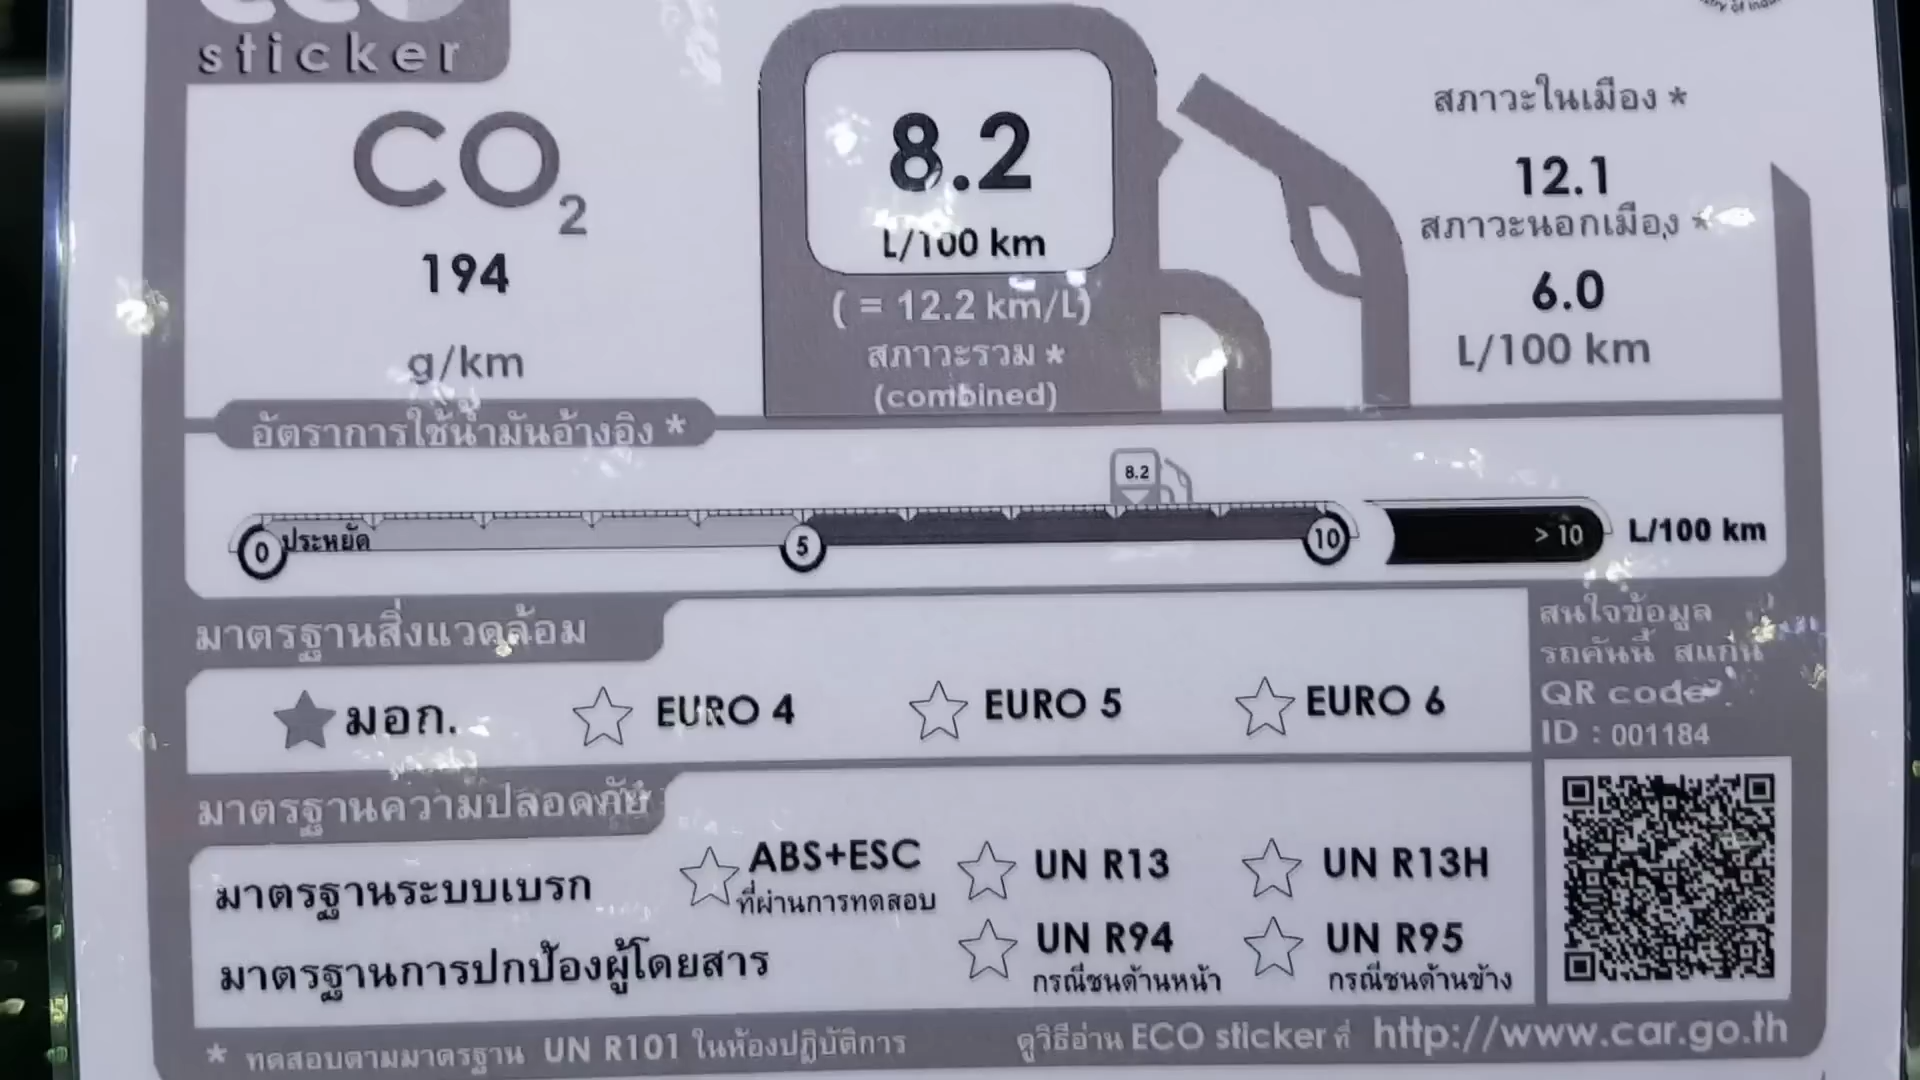 sticker
CO2
194
g/km
8.2
L/100 km
( = 12.2 km/L)
สภาวะรวม *
(combined)
สภาวะในเมือง *
12.1
สภาวะนอกเมือง *
6.0
L/100 km
อัตราการใช้น้ำมันอ้างอิง *
8.2
0 ประหยัด 5 10 > 10 L/100 km
มาตรฐานสิ่งแวดล้อม
มอก. EURO 4 EURO 5 EURO 6
สนใจข้อมูล
รถคันนี้ สแกน
QR code
ID : 001184
มาตรฐานความปลอดภัย
มาตรฐานระบบเบรก ABS+ESC UN R13 UN R13H
ที่ผ่านการทดสอบ
มาตรฐานการปกป้องผู้โดยสาร UN R94 UN R95
กรณีชนด้านหน้า กรณีชนด้านข้าง
* ทดสอบตามมาตรฐาน UN R101 ในห้องปฏิบัติการ ดูวิธีอ่าน ECO sticker ที่ http://www.car.go.th